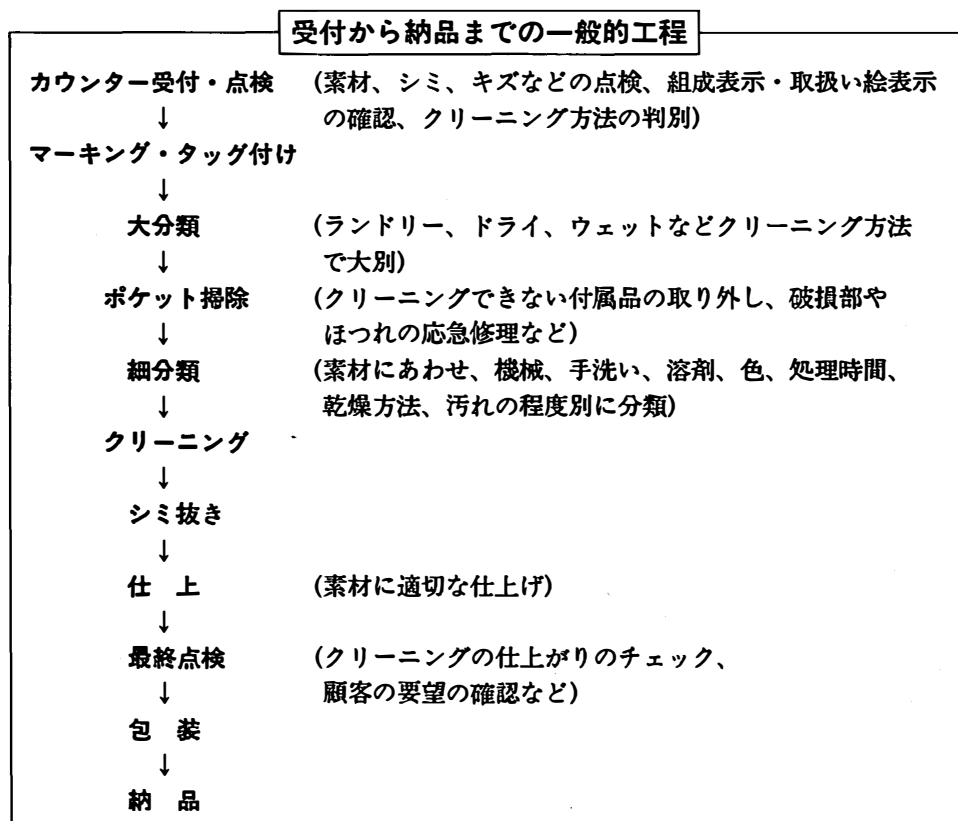 受付から納品までの一般的工程
カウンター受付・点検 (素材、シミ、キズなどの点検、組成表示・取扱い絵表示
の確認、クリーニング方法の判別)
↓
マーキング・タッグ付け
↓
大分類 (ランドリー、ドライ、ウェットなどクリーニング方法
で大別)
↓
ポケット掃除 (クリーニングできない付属品の取り外し、破損部や
ほつれの応急修理など)
↓
細分類 (素材にあわせ、機械、手洗い、溶剤、色、処理時間、
乾燥方法、汚れの程度別に分類)
↓
クリーニング
↓
シミ抜き
↓
仕 上 (素材に適切な仕上げ)
↓
最終点検 (クリーニングの仕上がりのチェック、
顧客の要望の確認など)
↓
包 装
↓
納 品